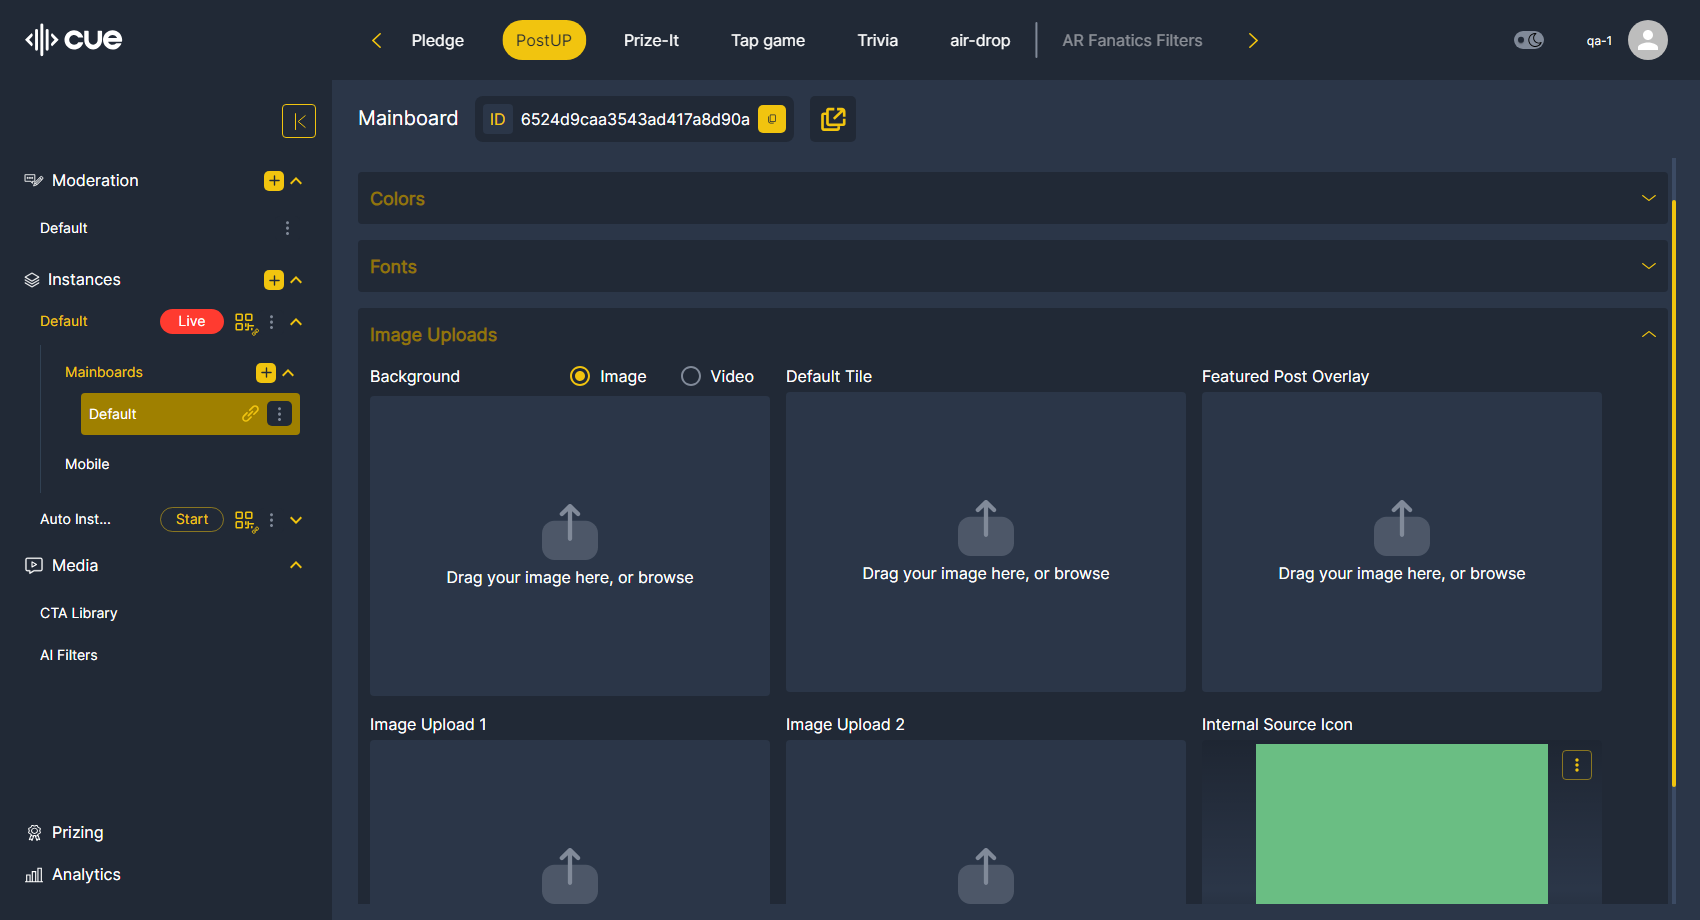 cue
Pledge
PostUP
Prize-It
Tap game
Trivia
air-drop
AR Fanatics Filters
qa-1
Mainboard
ID
6524d9caa3543ad417a8d90a
Moderation
Default
Instances
Default
Live
Mainboards
Default
Mobile
Auto Inst...
Start
Media
CTA Library
AI Filters
Prizing
Analytics
Colors
Fonts
Image Uploads
Background
Image
Video
Default Tile
Featured Post Overlay
Drag your image here, or browse
Drag your image here, or browse
Drag your image here, or browse
Image Upload 1
Image Upload 2
Internal Source Icon